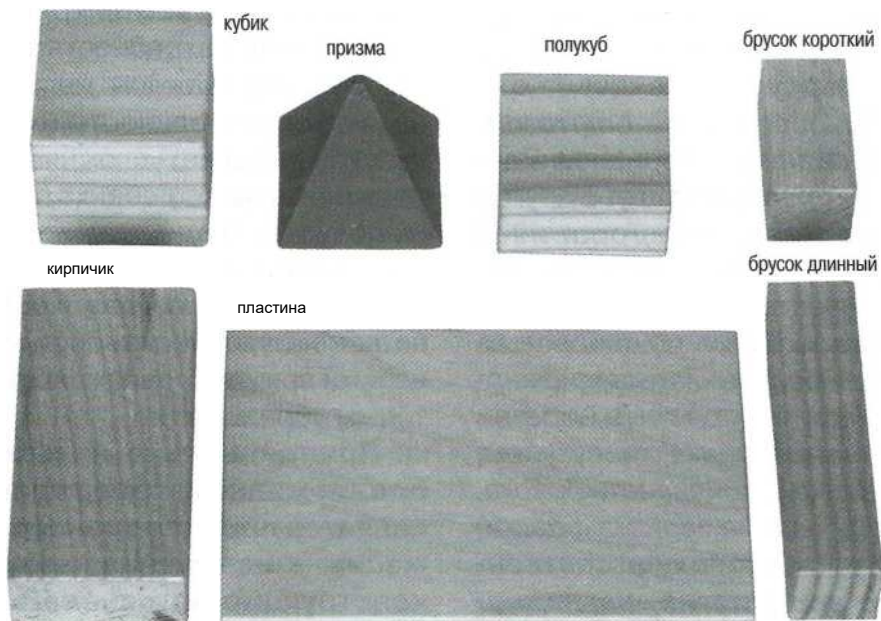 кубик
призма
полукуб
брусок короткий
кирпичик
пластина
брусок длинный